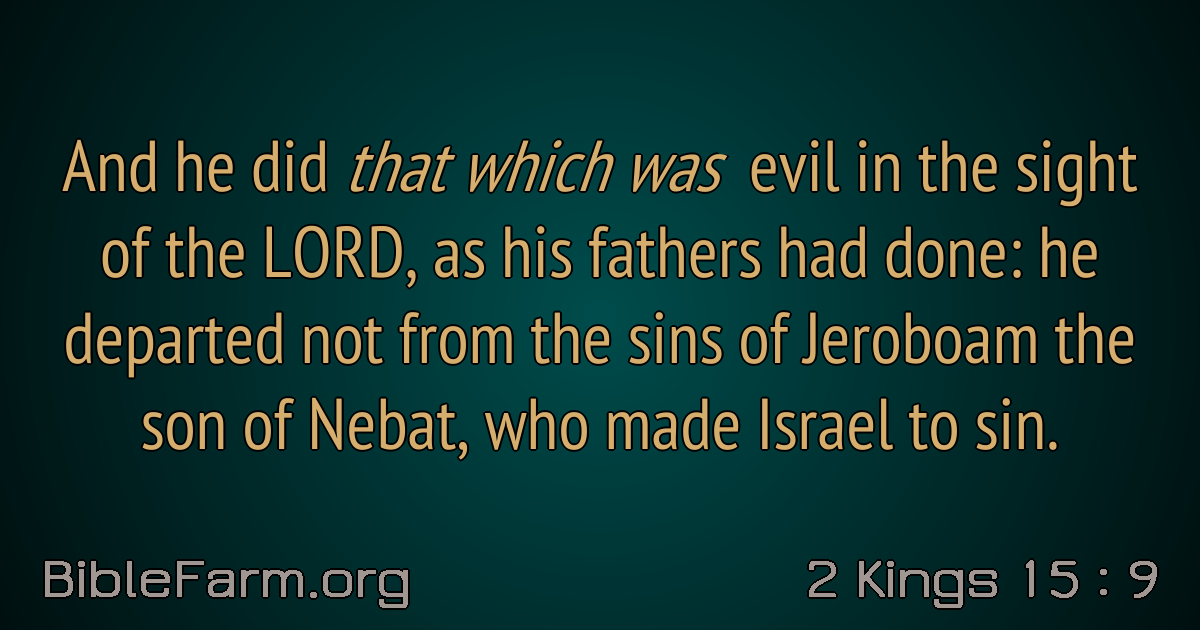 And he did that which was evil in the sight
of the LORD, as his fathers had done: he
departed not from the sins of Jeroboam the
son of Nebat, who made Israel to sin.
BibleFarm.org
2 Kings 15 : 9